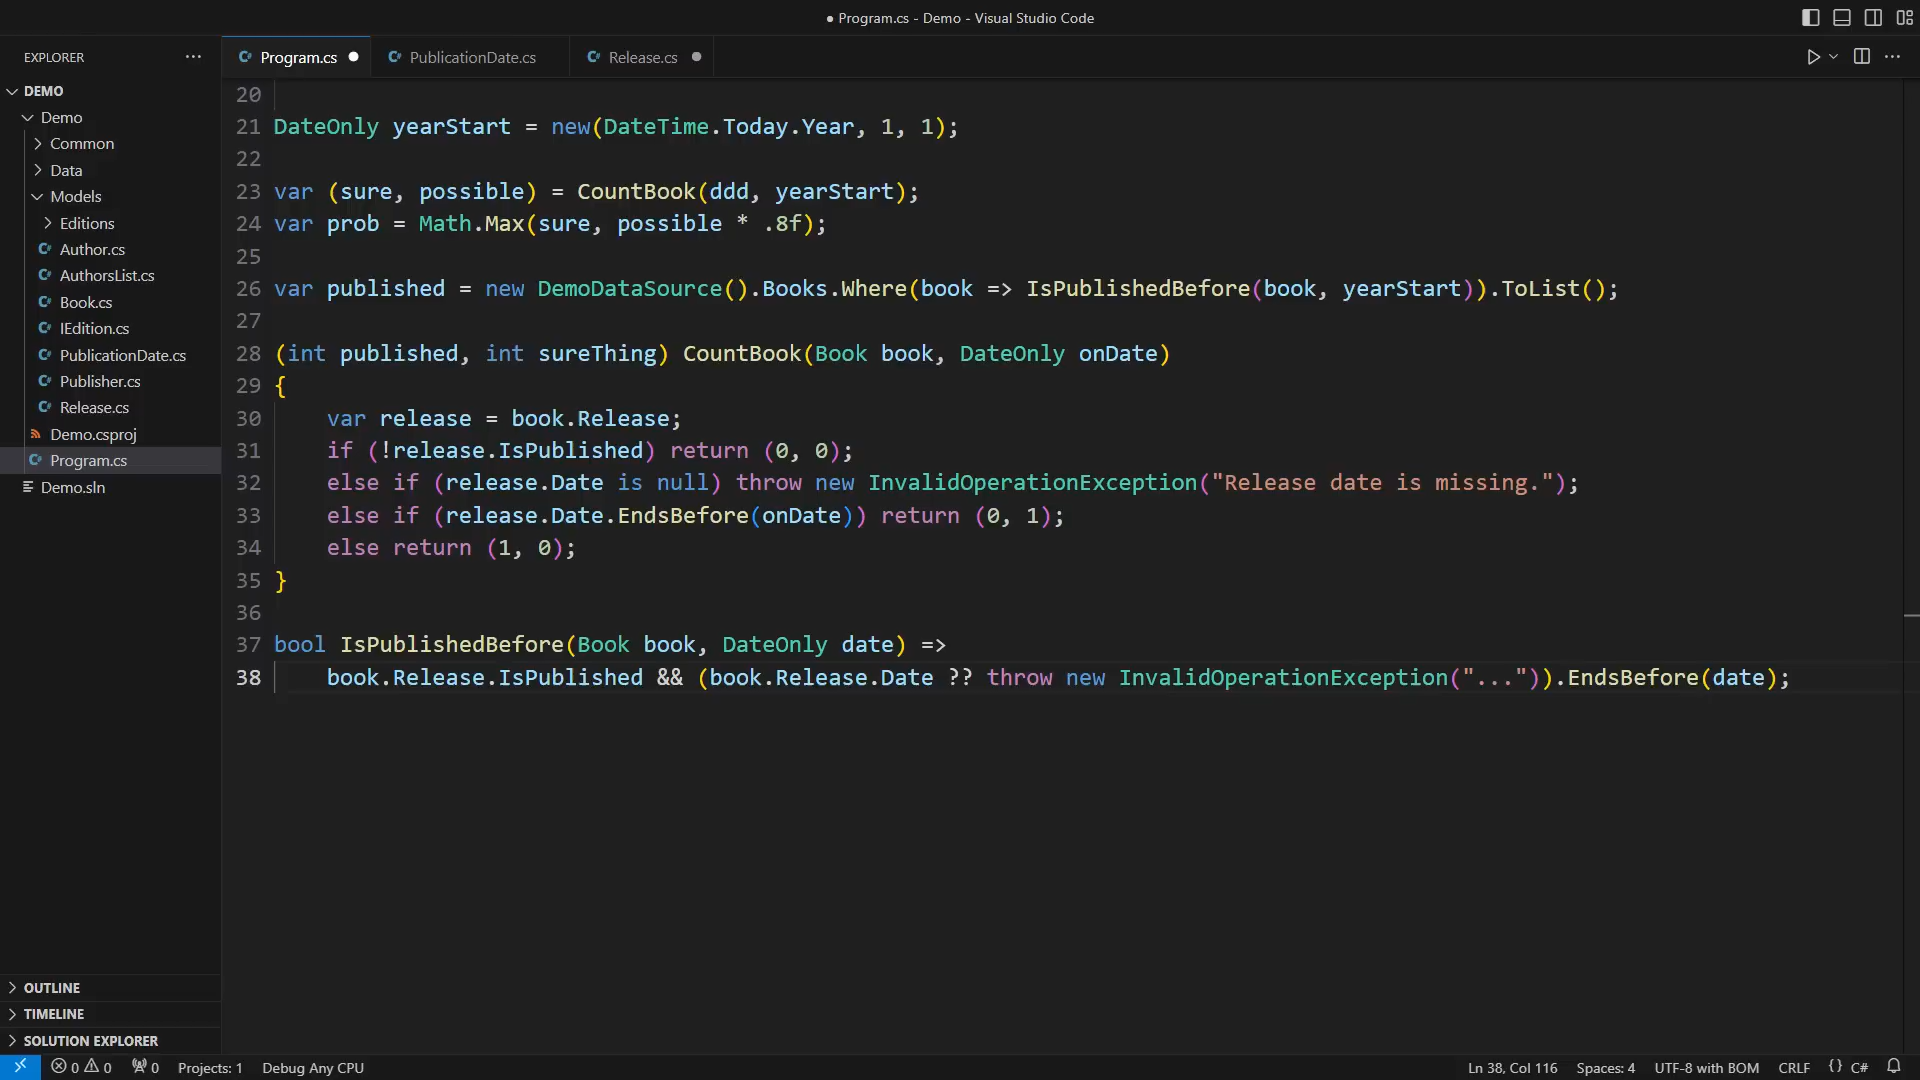 ● Program.cs - Demo - Visual Studio Code
EXPLORER
DEMO
Demo
Common
Data
Models
Editions
Author.cs
AuthorsList.cs
Book.cs
IEdition.cs
PublicationDate.cs
Publisher.cs
Release.cs
Demo.csproj
Program.cs
Demo.sln
OUTLINE
TIMELINE
SOLUTION EXPLORER
Program.cs PublicationDate.cs Release.cs
20
21 DateOnly yearStart = new(DateTime.Today.Year, 1, 1);
22
23 var (sure, possible) = CountBook(ddd, yearStart);
24 var prob = Math.Max(sure, possible * .8f);
25
26 var published = new DemoDataSource().Books.Where(book => IsPublishedBefore(book, yearStart)).ToList();
27
28 (int published, int sureThing) CountBook(Book book, DateOnly onDate)
29 {
30 var release = book.Release;
31 if (!release.IsPublished) return (0, 0);
32 else if (release.Date is null) throw new InvalidOperationException("Release date is missing.");
33 else if (release.Date.EndsBefore(onDate)) return (0, 1);
34 else return (1, 0);
35 }
36
37 bool IsPublishedBefore(Book book, DateOnly date) =>
38 book.Release.IsPublished && (book.Release.Date ?? throw new InvalidOperationException("...")).EndsBefore(date);
0 0 0 Projects: 1 Debug Any CPU Ln 38, Col 116 Spaces: 4 UTF-8 with BOM CRLF {} C#